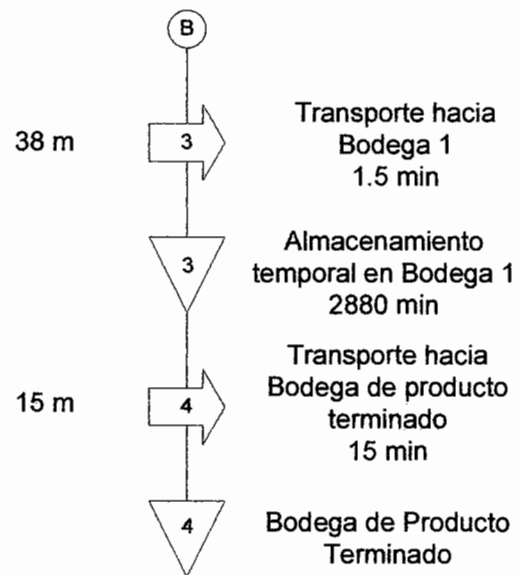 B
38 m
3
Transporte hacia
Bodega 1
1.5 min
3
Almacenamiento
temporal en Bodega 1
2880 min
15 m
4
Transporte hacia
Bodega de producto
terminado
15 min
4
Bodega de Producto
Terminado